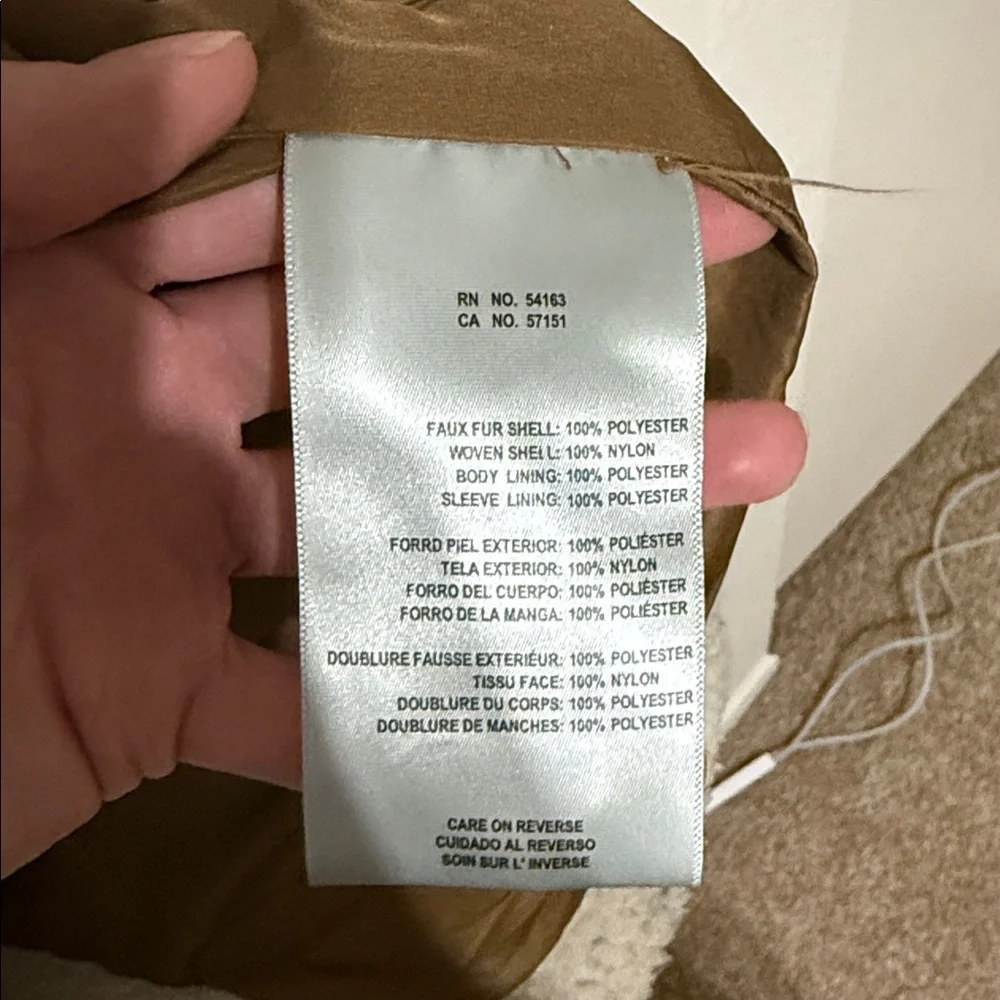 RN NO. 54163
CA NO. 57151
FAUX FUR SHELL: 100% POLYESTER
WOVEN SHELL: 100% NYLON
BODY LINING: 100% POLYESTER
SLEEVE LINING: 100% POLYESTER
FORRD PIEL EXTERIOR: 100% POLIÉSTER
TELA EXTERIOR: 100% NYLON
FORRO DEL CUERPO: 100% POLIÉSTER
FORRO DE LA MANGA: 100% POLIÉSTER
DOUBLURE FAUSSE EXTERIÉUR: 100% POLYESTER
TISSU FACE: 100% NYLON
DOUBLURE DU CORPS: 100% POLYESTER
DOUBLURE DE MANCHES: 100% POLYESTER
CARE ON REVERSE
CUIDADO AL REVERSO
SOIN SUR L' INVERSE